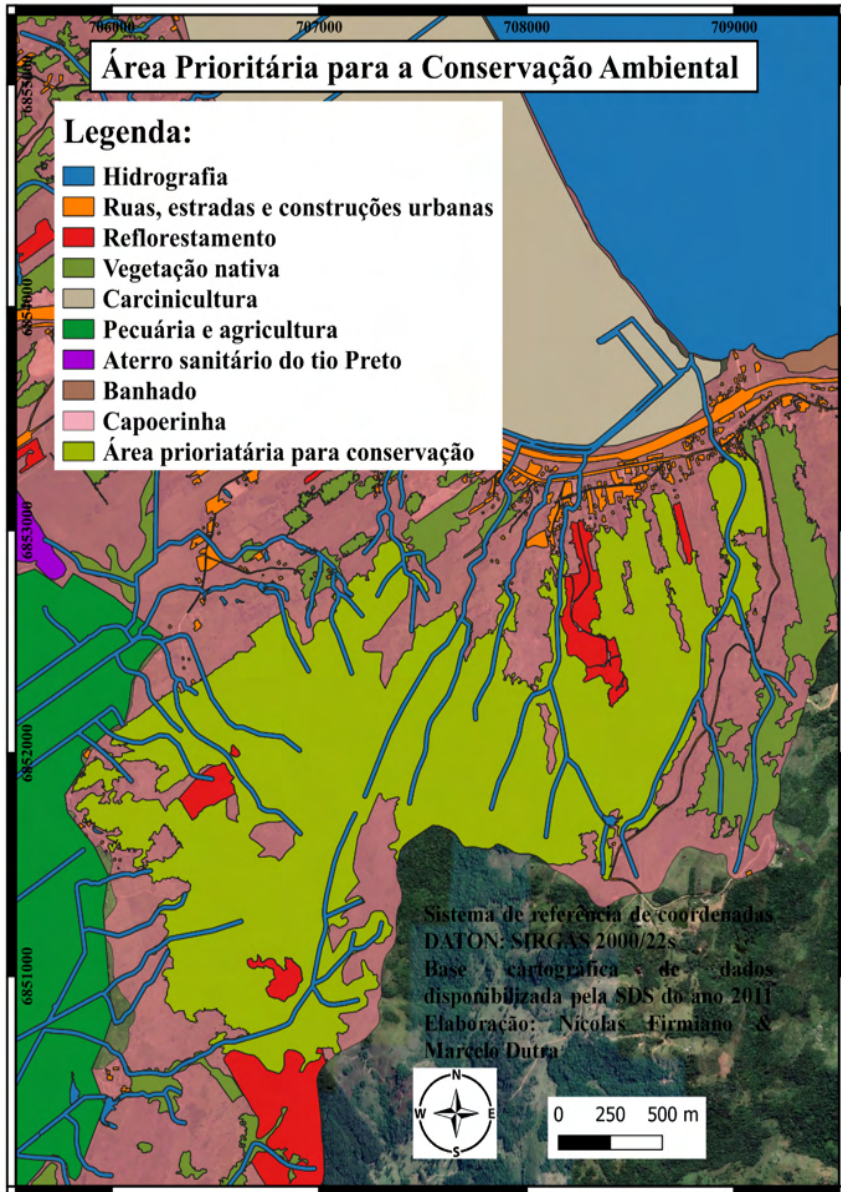 706000 707000 708000 709000
Área Prioritária para a Conservação Ambiental
6855000
Legenda:
Hidrografia
Ruas, estradas e construções urbanas
Reflorestamento
Vegetação nativa
Carcinicultura
Pecuária e agricultura
Aterro sanitário do tio Preto
Banhado
Capoerinha
Área prioriatária para conservação
6854000
6853000
6852000
6851000
Sistema de referência de coordenadas
DATON: SIRGAS 2000/22s
Base cartográfica de dados
disponibilizada pela SDS do ano 2011
Elaboração: Nícolas Firmiano &
Marcelo Dutra
N
W E
S
0 250 500 m